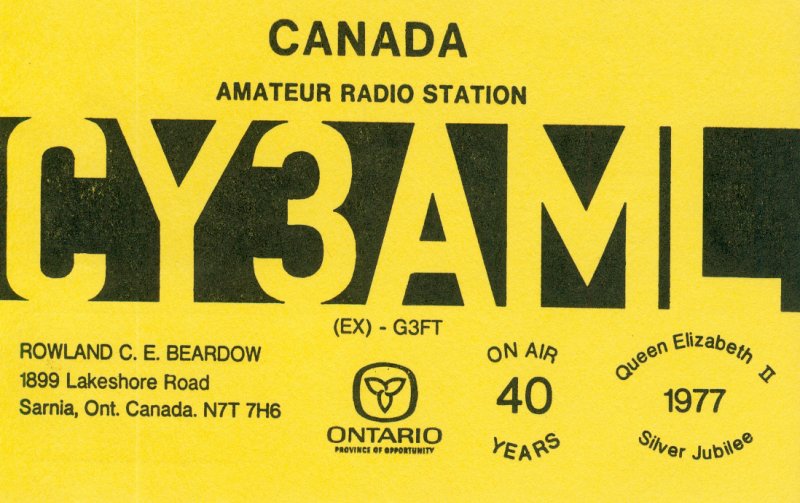 CANADA
AMATEUR RADIO STATION
CY3AML
(EX) - G3FT
ROWLAND C. E. BEARDOW
1899 Lakeshore Road
Sarnia, Ont. Canada. N7T 7H6
ONTARIO
PROVINCE OF OPPORTUNITY
ON AIR
40
YEARS
Queen Elizabeth II
1977
Silver Jubilee